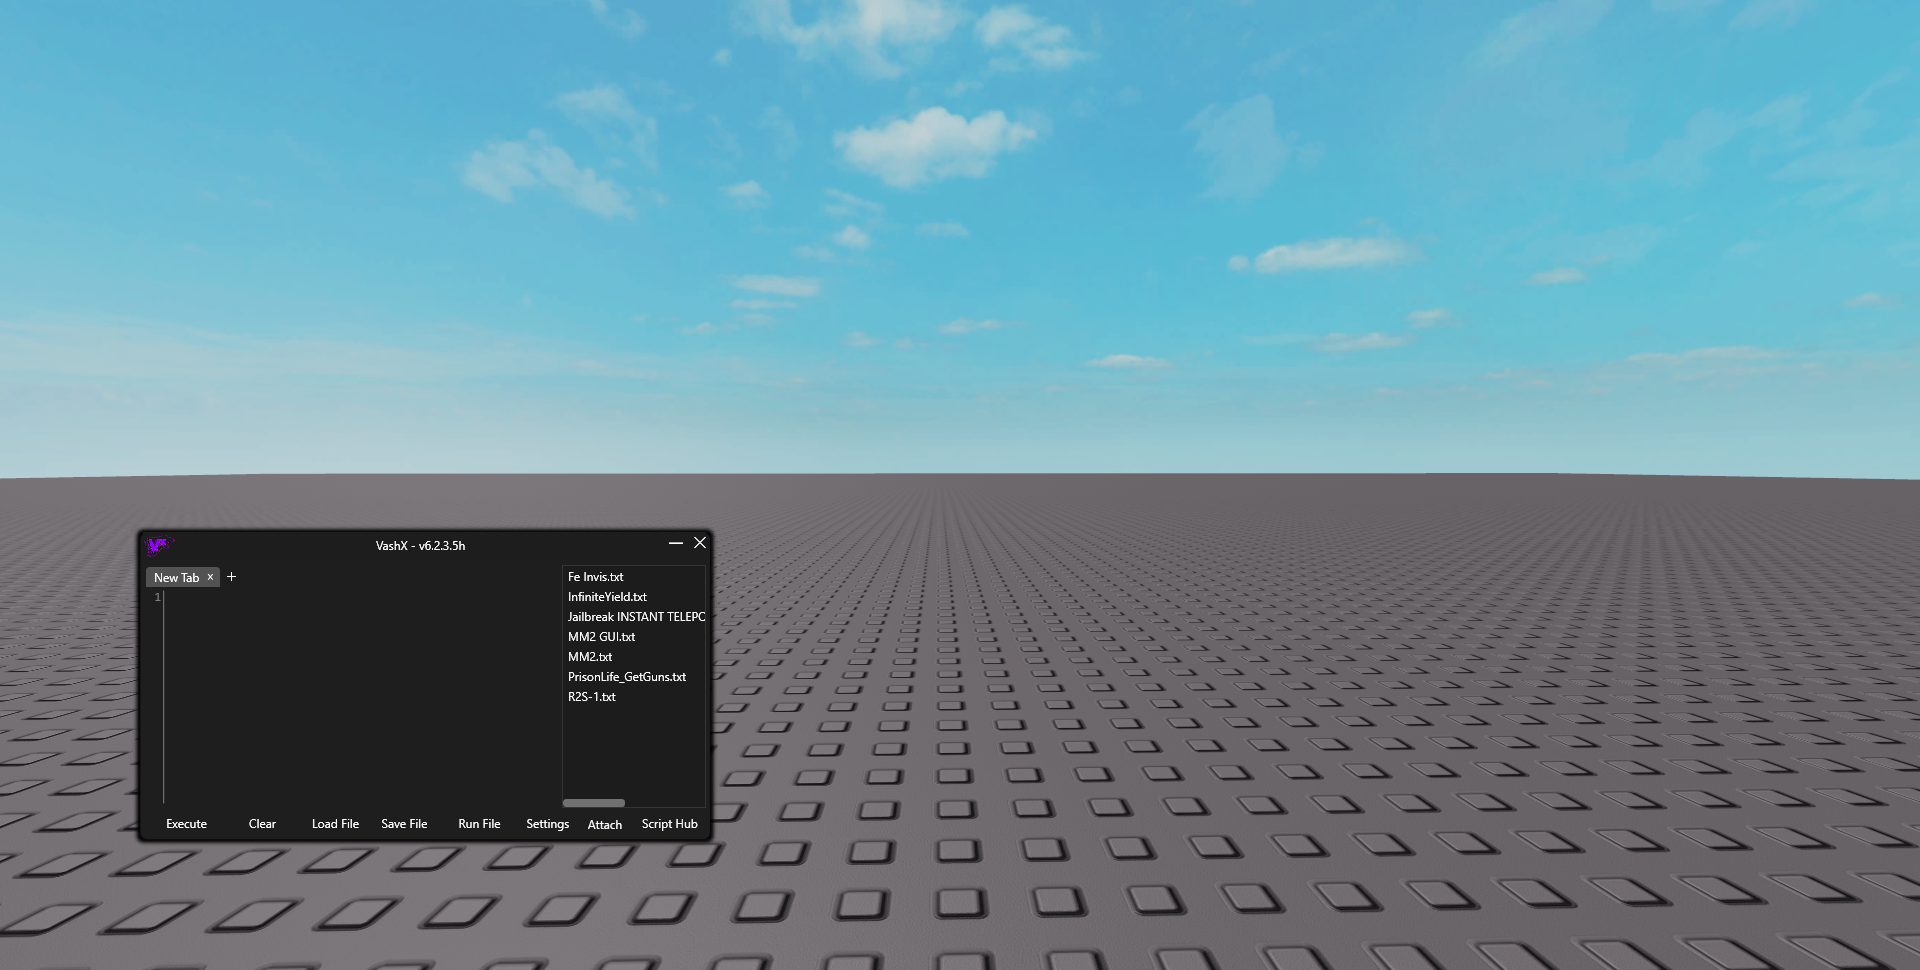 VashX - v6.2.3.5h
New Tab x +
1
Fe Invis.txt
InfiniteYield.txt
Jailbreak INSTANT TELEPO
MM2 GUI.txt
MM2.txt
PrisonLife_GetGuns.txt
R2S-1.txt
Execute Clear Load File Save File Run File Settings Attach Script Hub